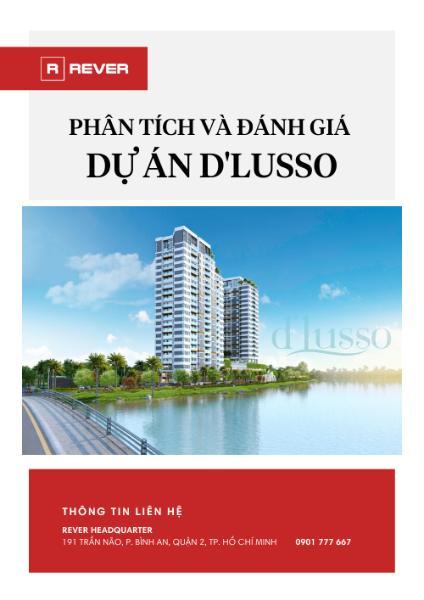 R REVER
PHÂN TÍCH VÀ ĐÁNH GIÁ
DỰ ÁN D'LUSSO
d'lusso
THÔNG TIN LIÊN HỆ
REVER HEADQUARTER
191 TRẦN NÃO, P. BÌNH AN, QUẬN 2, TP. HỒ CHÍ MINH 0901 777 667